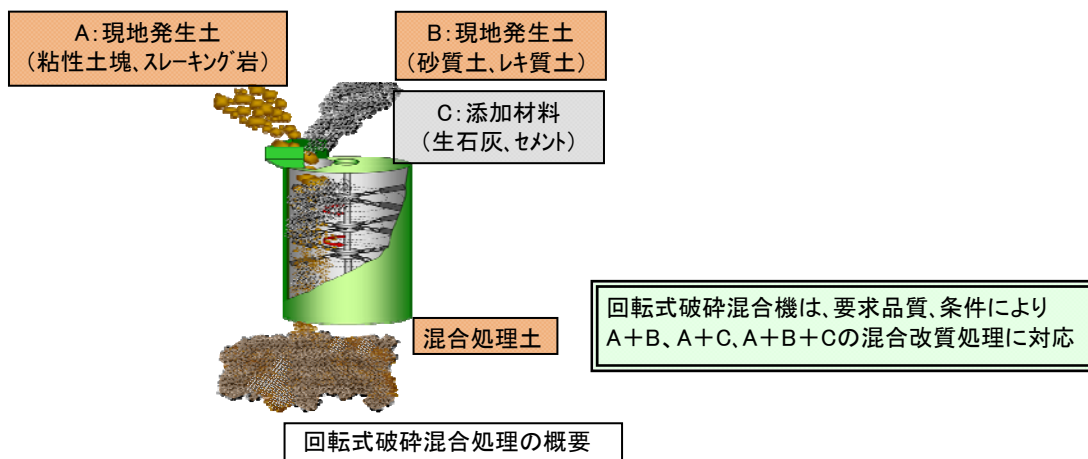 A：現地発生土
（粘性土塊、ｽﾚｰｷﾝｸﾞ岩）
B：現地発生土
（砂質土、ﾚｷ質土）
C：添加材料
（生石灰、ｾﾒﾝﾄ）
混合処理土
回転式破砕混合機は、要求品質、条件により
A＋B、A＋C、A＋B＋Cの混合改質処理に対応
回転式破砕混合処理の概要